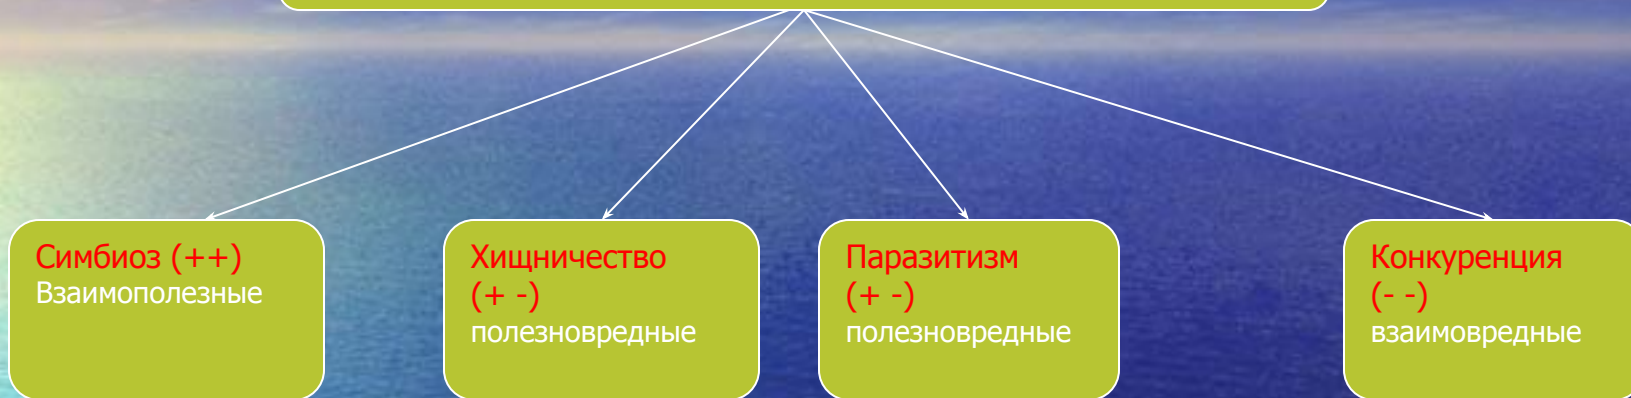 Симбиоз (++)
Взаимополезные
Хищничество
(+ -)
полезновредные
Паразитизм
(+ -)
полезновредные
Конкуренция
(- -)
взаимовредные